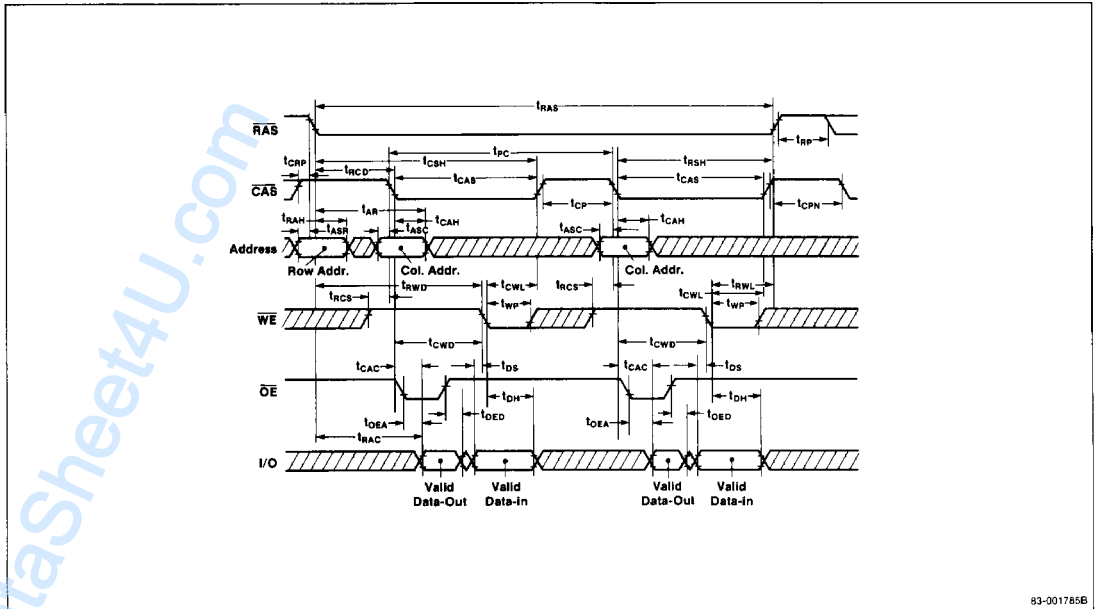 tRAS
RAS
tRP
tPC
tCRP
tCSH
tRSH
tRCD
CAS
tCAS
tCAS
tCP
tCPN
tAR
tRAH
tCAH
tCAH
tASR
tASC
tASC
Address
Row Addr.
Col. Addr.
Col. Addr.
tRWD
tCWL
tRCS
tRWL
tCWL
tRCS
tWP
tWP
WE
tCWD
tCWD
tCAC
tDS
tCAC
tDS
OE
tDH
tDH
tOEA
tOED
tOEA
tOED
tRAC
I/O
Valid Data-Out
Valid Data-in
Valid Data-Out
Valid Data-in
83-001785B
taSheet4U.com